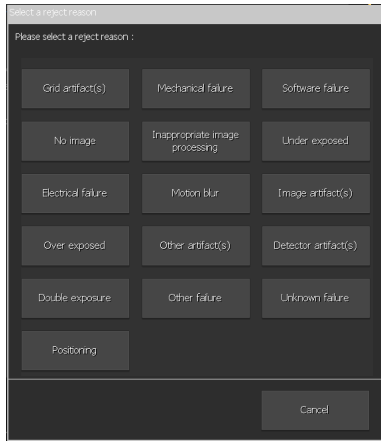 Select a reject reason
Please select a reject reason :
Grid artifact(s)
Mechanical failure
Software failure
No image
Inappropriate image
processing
Under exposed
Electrical failure
Motion blur
Image artifact(s)
Over exposed
Other artifact(s)
Detector artifact(s)
Double exposure
Other failure
Unknown failure
Positioning
Cancel